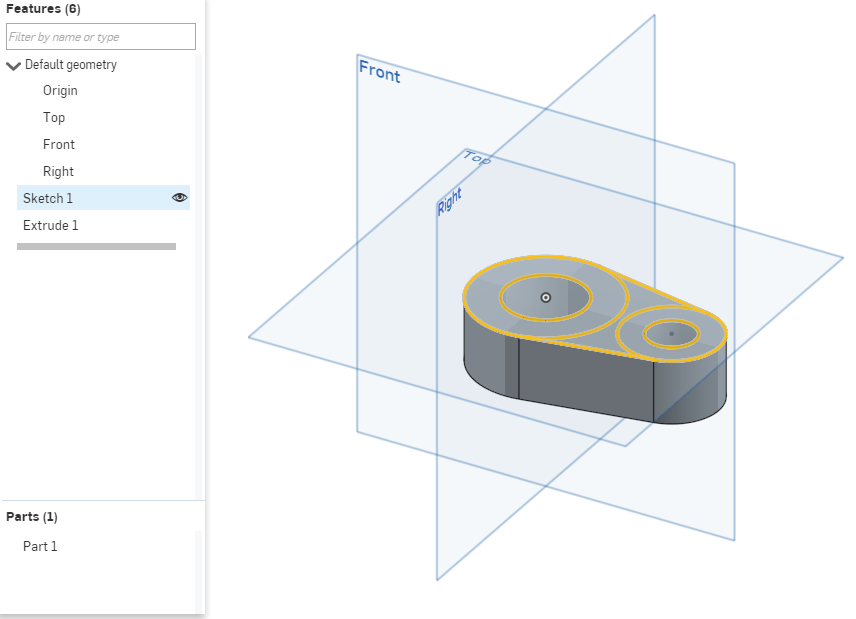 Features (6)
Filter by name or type
Default geometry
Origin
Top
Front
Right
Sketch 1
Extrude 1
Parts (1)
Part 1
Front
Top
Right